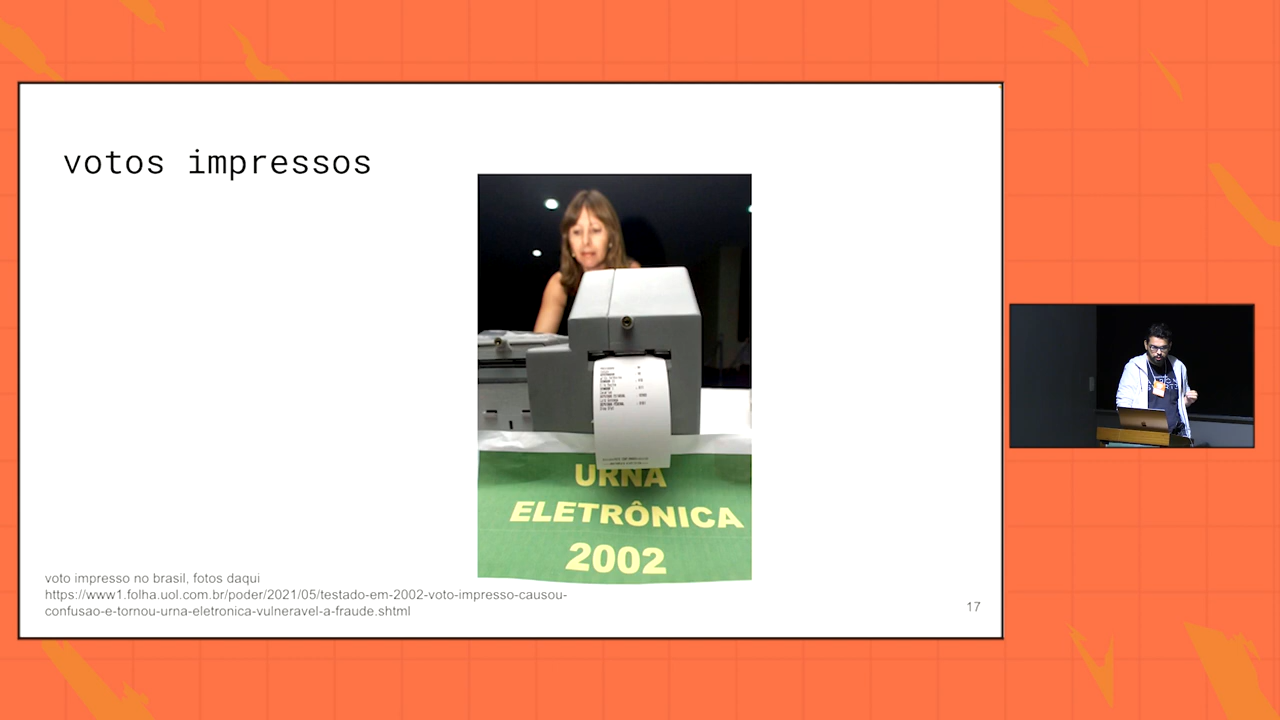 votos impressos
URNA
ELETRÔNICA
2002
voto impresso no brasil, fotos daqui
https://www1.folha.uol.com.br/poder/2021/05/testado-em-2002-voto-impresso-causou-
confusao-e-tornou-urna-eletronica-vulneravel-a-fraude.shtml
17